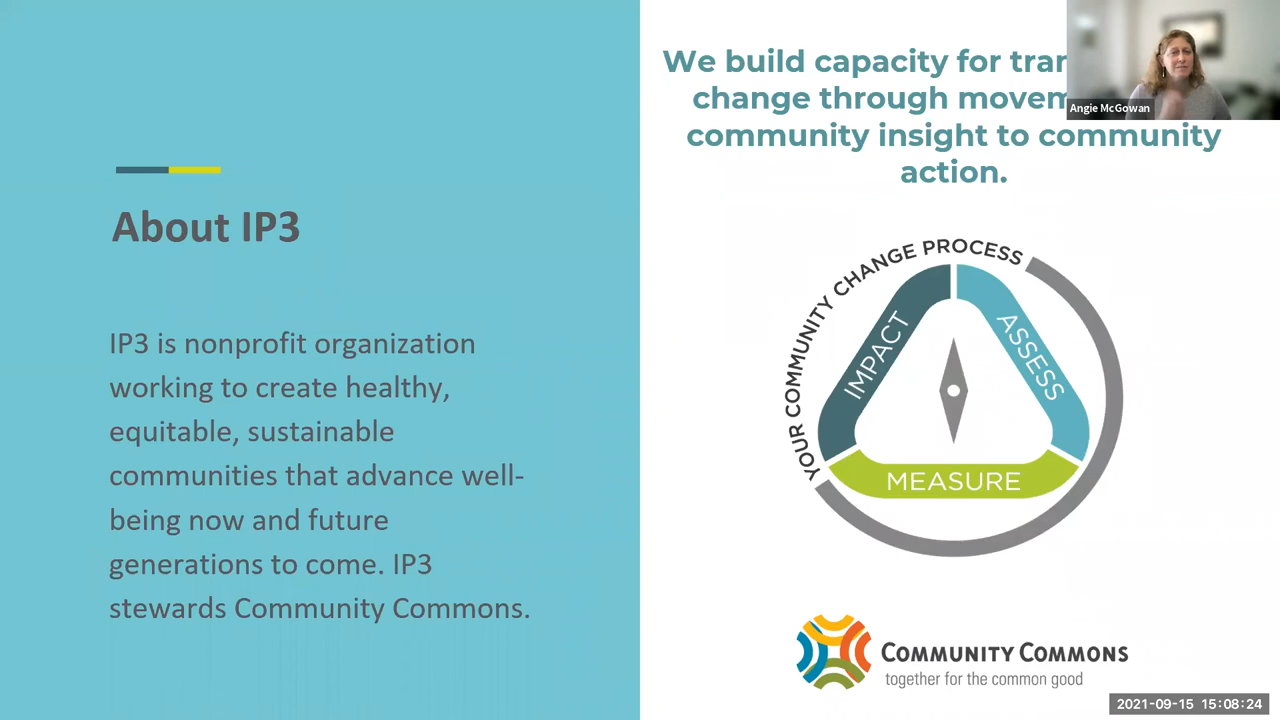 About IP3
IP3 is nonprofit organization
working to create healthy,
equitable, sustainable
communities that advance well-
being now and future
generations to come. IP3
stewards Community Commons.
We build capacity for
change through
community insight to community
action.
Angie McGowan
YOUR COMMUNITY CHANGE PROCESS
IMPACT
ASSESS
MEASURE
COMMUNITY COMMONS
together for the common good
2021-09-15 15:08:24